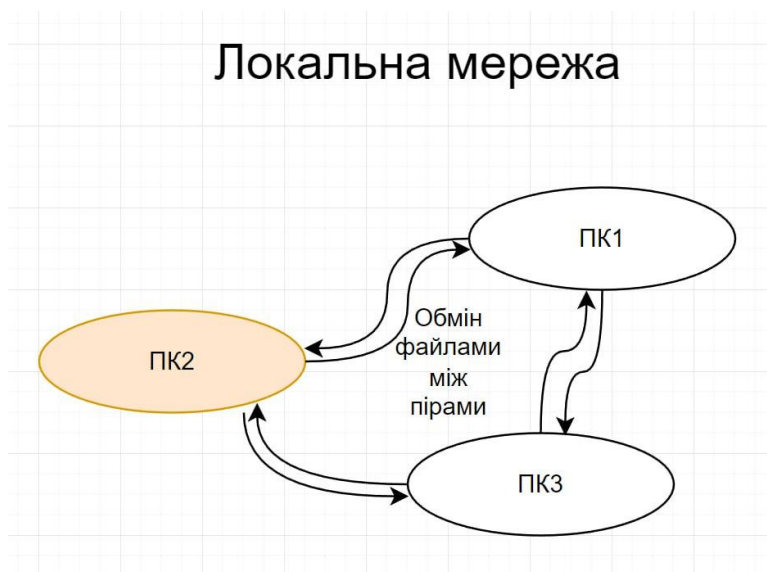 Локальна мережа
ПК1
Обмін
файлами
між
пірами
ПК2
ПК3